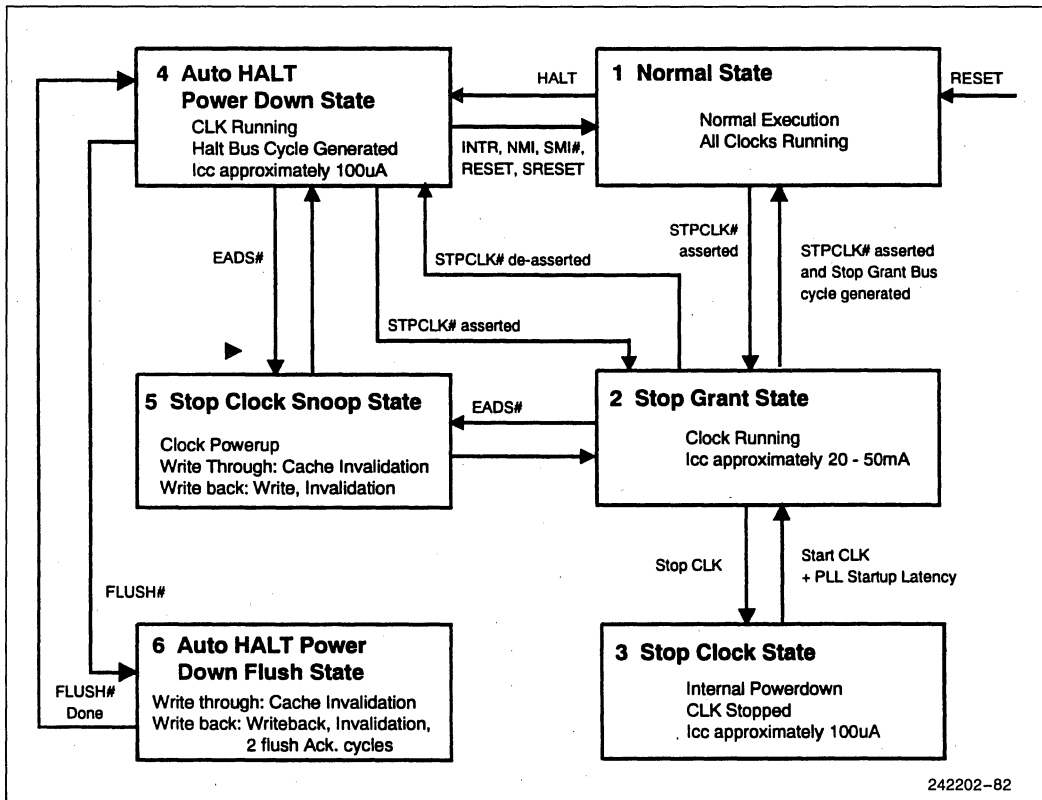 4 Auto HALT
Power Down State
CLK Running
Halt Bus Cycle Generated
Icc approximately 100uA
HALT
INTR, NMI, SMI#,
RESET, SRESET
1 Normal State
Normal Execution
All Clocks Running
RESET
EADS#
STPCLK# de-asserted
STPCLK# asserted
STPCLK#
asserted
STPCLK# asserted
and Stop Grant Bus
cycle generated
5 Stop Clock Snoop State
Clock Powerup
Write Through: Cache Invalidation
Write back: Write, Invalidation
EADS#
2 Stop Grant State
Clock Running
Icc approximately 20 - 50mA
Stop CLK
Start CLK
+ PLL Startup Latency
FLUSH#
FLUSH#
Done
6 Auto HALT Power
Down Flush State
Write through: Cache Invalidation
Write back: Writeback, Invalidation,
2 flush Ack. cycles
3 Stop Clock State
Internal Powerdown
CLK Stopped
Icc approximately 100uA
242202-82